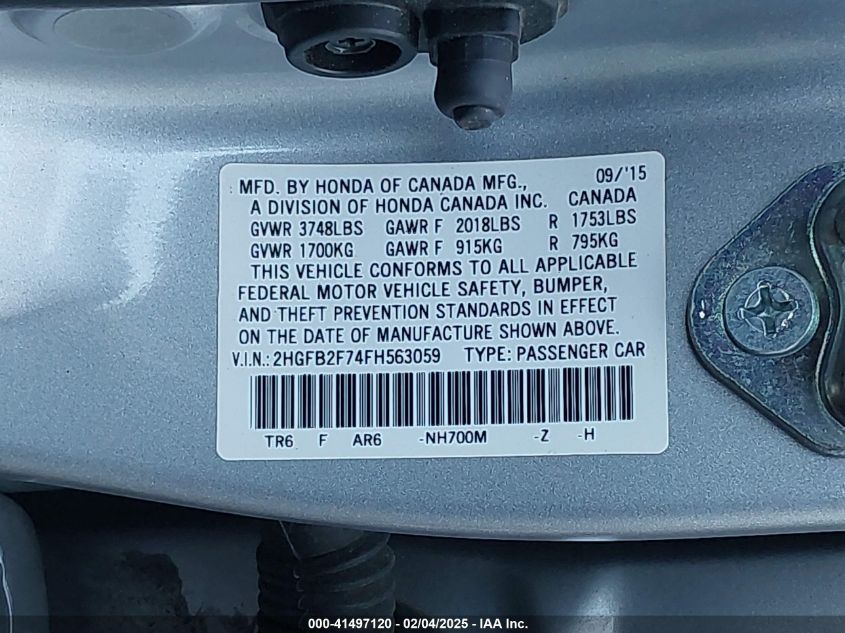 MFD. BY HONDA OF CANADA MFG., 09/'15
A DIVISION OF HONDA CANADA INC. CANADA
GVWR 3748LBS GAWR F 2018LBS R 1753LBS
GVWR 1700KG GAWR F 915KG R 795KG
THIS VEHICLE CONFORMS TO ALL APPLICABLE
FEDERAL MOTOR VEHICLE SAFETY, BUMPER,
AND THEFT PREVENTION STANDARDS IN EFFECT
ON THE DATE OF MANUFACTURE SHOWN ABOVE.
V.I.N.: 2HGFB2F74FH563059 TYPE: PASSENGER CAR
TR6 F AR6 -NH700M -Z -H
000-41497120 - 02/04/2025 - IAA Inc.